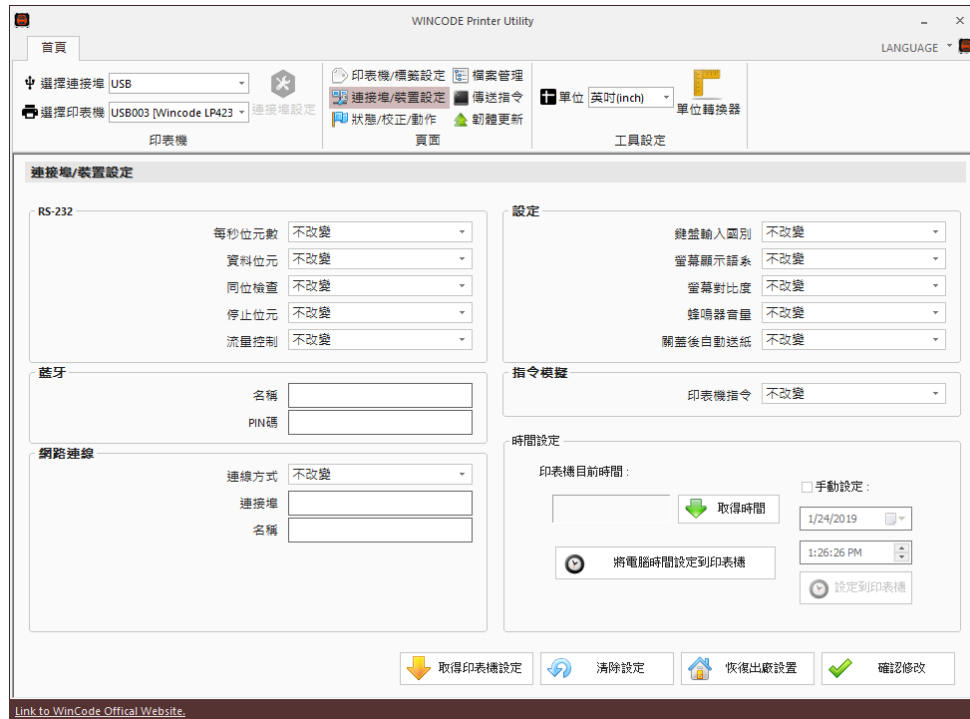 WINCODE Printer Utility
首頁
LANGUAGE
選擇連接埠 USB
選擇印表機 USB003 [Wincode LP423
連接埠設定
印表機
印表機/標籤設定 檔案管理
連接埠/裝置設定 傳送指令
狀態/校正/動作 韌體更新
頁面
單位 英吋(inch)
單位轉換器
工具設定
連接埠/裝置設定
RS-232
每秒位元數 不改變
資料位元 不改變
同位檢查 不改變
停止位元 不改變
流量控制 不改變
藍牙
名稱
PIN碼
網路連線
連線方式 不改變
連接埠
名稱
設定
鍵盤輸入國別 不改變
螢幕顯示語系 不改變
螢幕對比度 不改變
蜂鳴器音量 不改變
關蓋後自動送紙 不改變
指令模擬
印表機指令 不改變
時間設定
印表機目前時間 :
取得時間
將電腦時間設定到印表機
手動設定 :
1/24/2019
1:26:26 PM
設定到印表機
取得印表機設定
清除設定
恢復出廠設置
確認修改
Link to WinCode Offical Website.